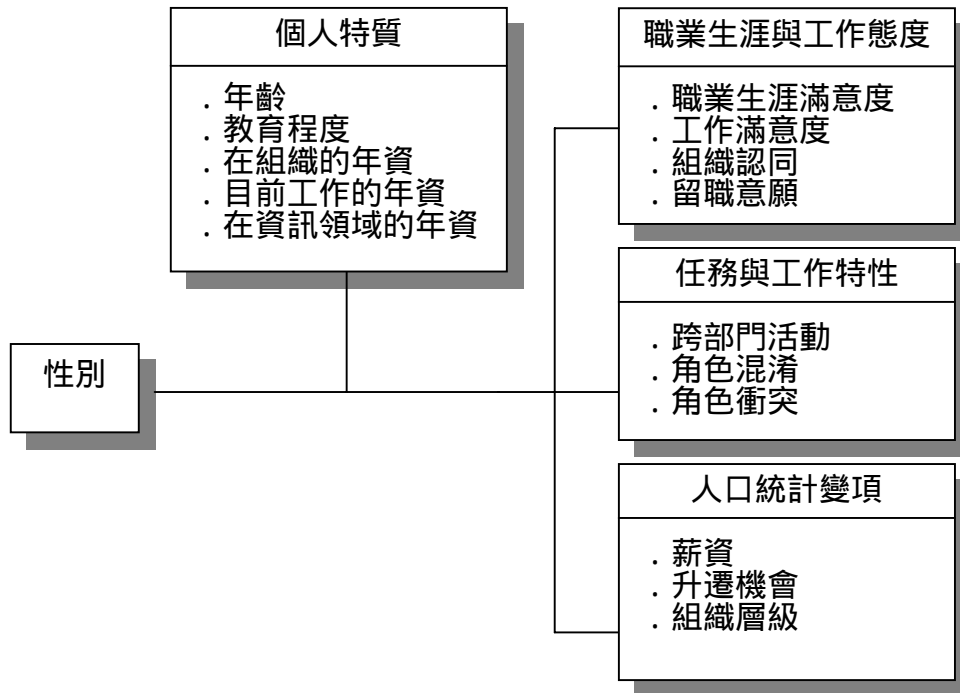 個人特質
. 年齡
. 教育程度
. 在組織的年資
. 目前工作的年資
. 在資訊領域的年資
性別
職業生涯與工作態度
. 職業生涯滿意度
. 工作滿意度
. 組織認同
. 留職意願
任務與工作特性
. 跨部門活動
. 角色混淆
. 角色衝突
人口統計變項
. 薪資
. 升遷機會
. 組織層級